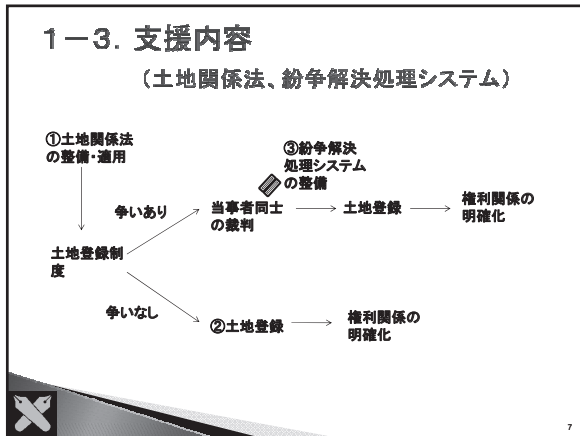 1－3. 支援内容
（土地関係法、紛争解決処理システム）
①土地関係法
の整備・適用
③紛争解決
処理システム
の整備
争いあり
当事者同士
の裁判
土地登録
権利関係の
明確化
土地登録制
度
争いなし
②土地登録
権利関係の
明確化
7